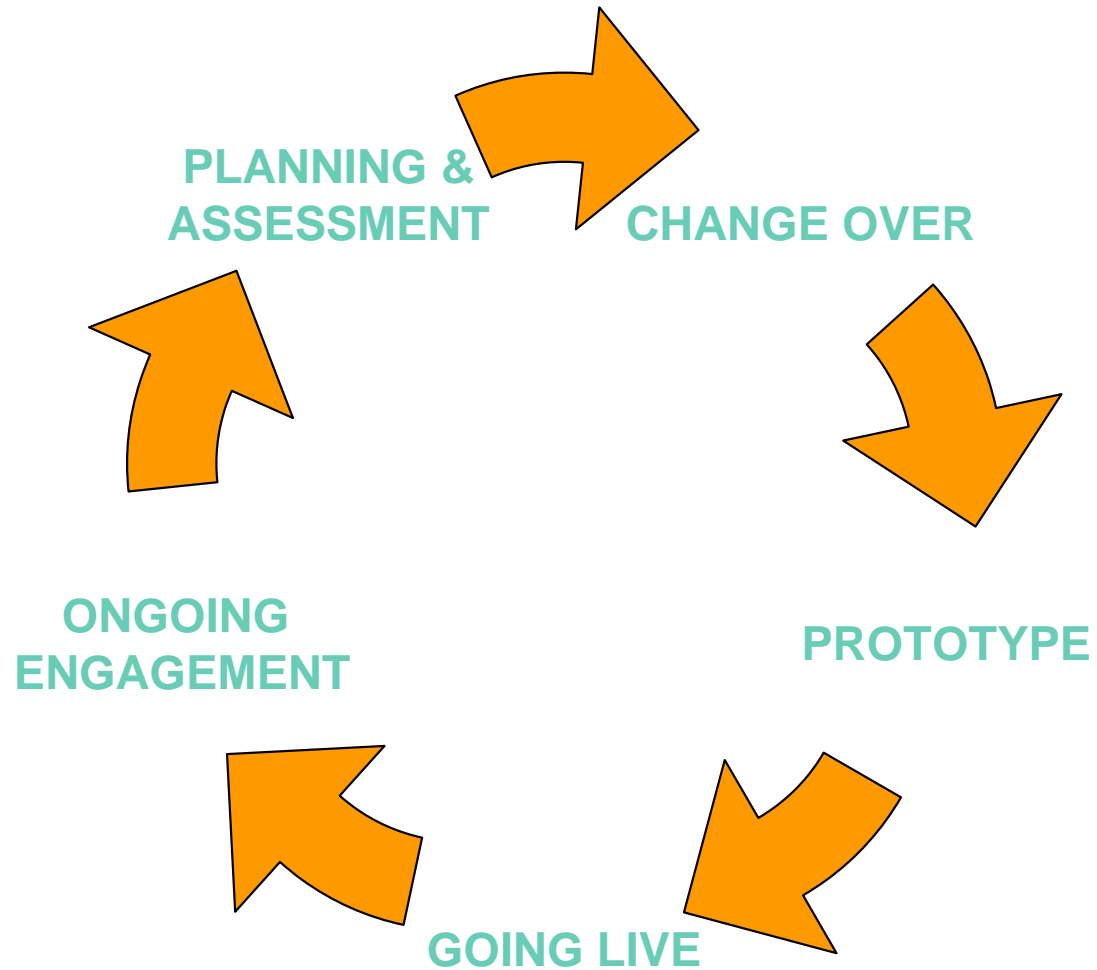 PLANNING &
ASSESSMENT
CHANGE OVER
PROTOTYPE
GOING LIVE
ONGOING
ENGAGEMENT